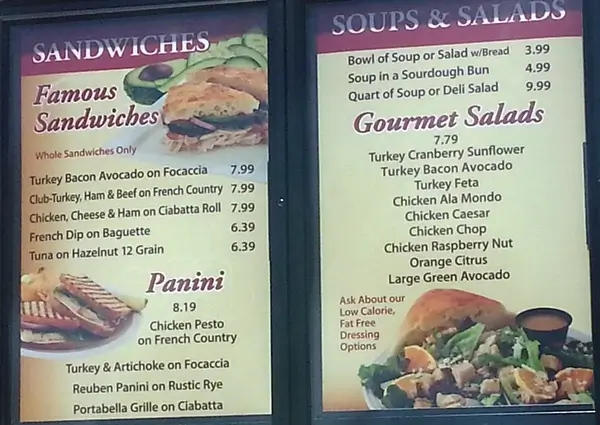 SANDWICHES
Famous
Sandwiches
Whole Sandwiches Only
Turkey Bacon Avocado on Focaccia 7.99
Club-Turkey, Ham & Beef on French Country 7.99
Chicken, Cheese & Ham on Ciabatta Roll 7.99
French Dip on Baguette 6.39
Tuna on Hazelnut 12 Grain 6.39
Panini
8.19
Chicken Pesto
on French Country
Turkey & Artichoke on Focaccia
Reuben Panini on Rustic Rye
Portabella Grille on Ciabatta
SOUPS & SALADS
Bowl of Soup or Salad w/Bread 3.99
Soup in a Sourdough Bun 4.99
Quart of Soup or Deli Salad 9.99
Gourmet Salads
7.79
Turkey Cranberry Sunflower
Turkey Bacon Avocado
Turkey Feta
Chicken Ala Mondo
Chicken Caesar
Chicken Chop
Chicken Raspberry Nut
Orange Citrus
Large Green Avocado
Ask About our
Low Calorie,
Fat Free
Dressing
Options